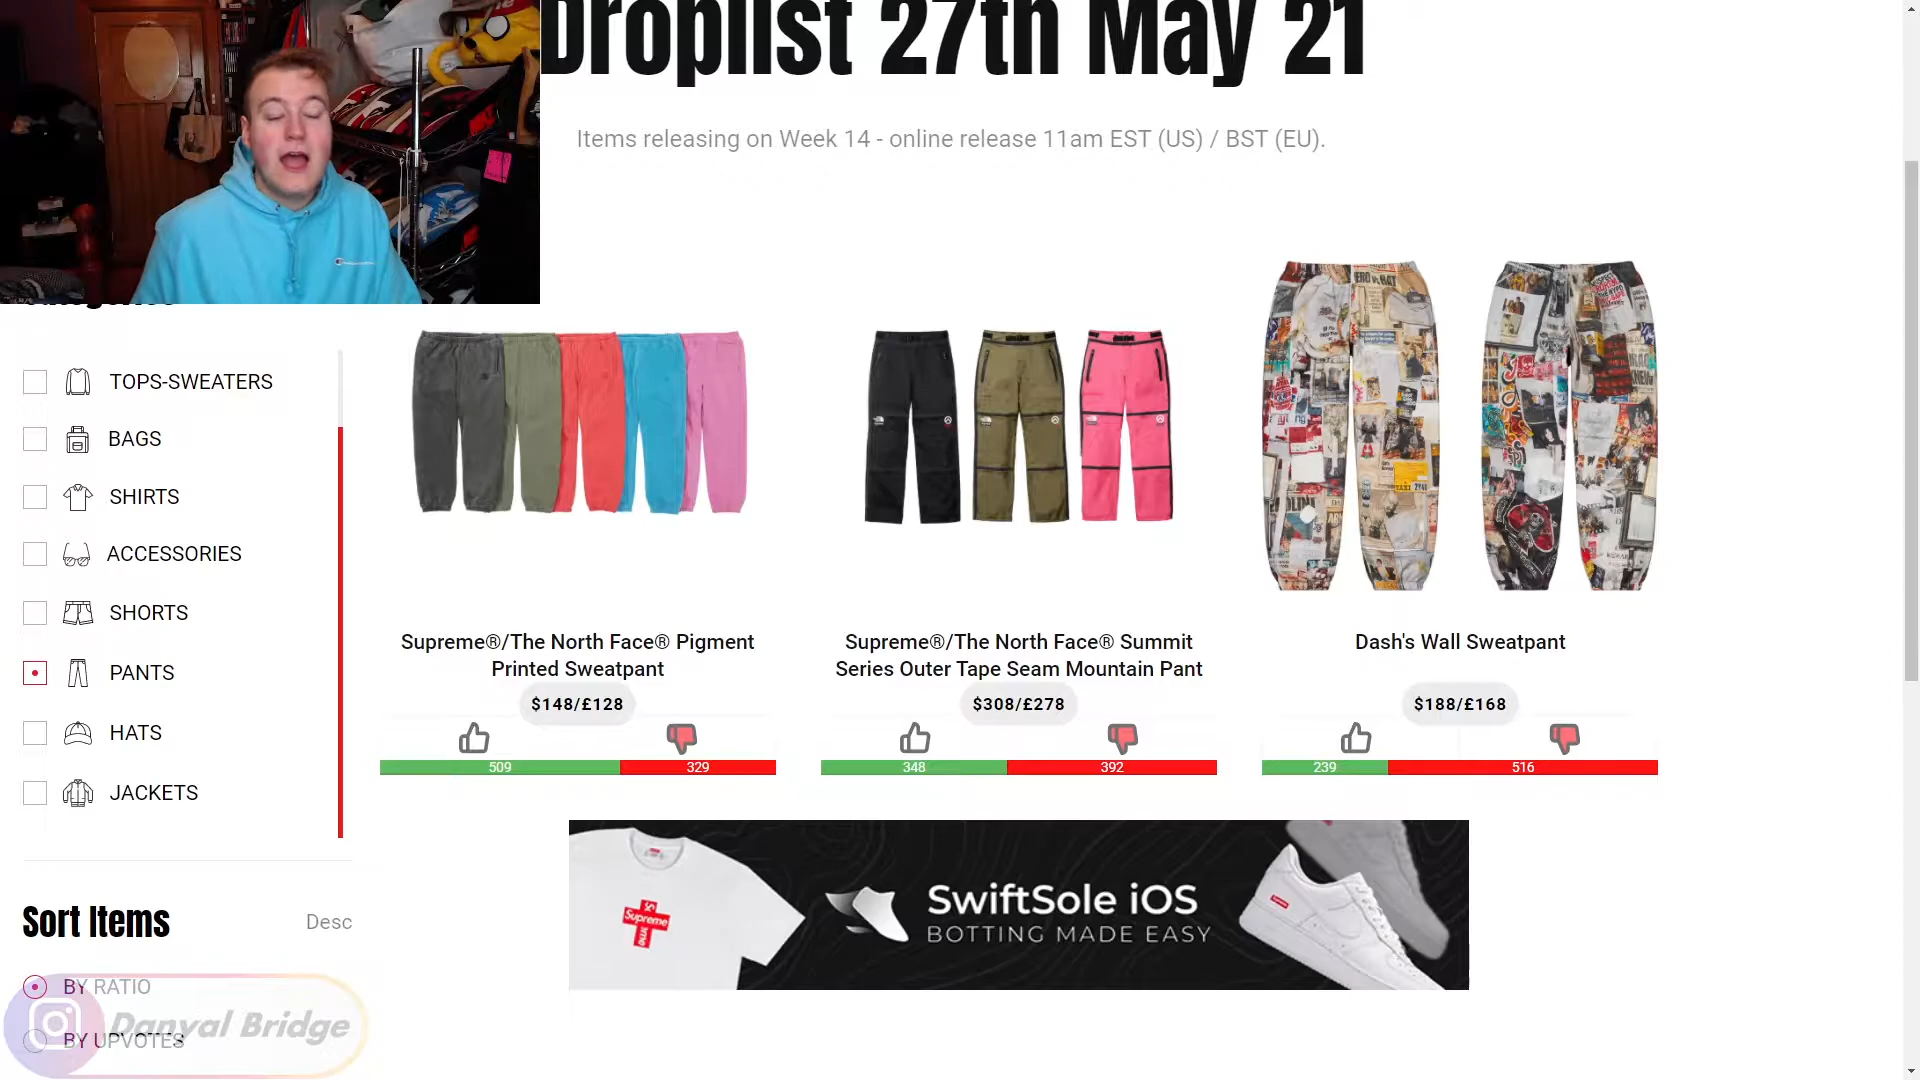 Droplist 27th May 21
Items releasing on Week 14 - online release 11am EST (US) / BST (EU).
TOPS-SWEATERS
BAGS
SHIRTS
ACCESSORIES
SHORTS
PANTS
HATS
JACKETS
Sort Items
Desc
BY RATIO
BY UPVOTES
Danyal Bridge
Supreme®/The North Face® Pigment
Printed Sweatpant
$148/£128
509
329
Supreme®/The North Face® Summit
Series Outer Tape Seam Mountain Pant
$308/£278
348
392
Dash's Wall Sweatpant
$188/£168
239
516
Supreme
SwiftSole iOS
BOTTING MADE EASY